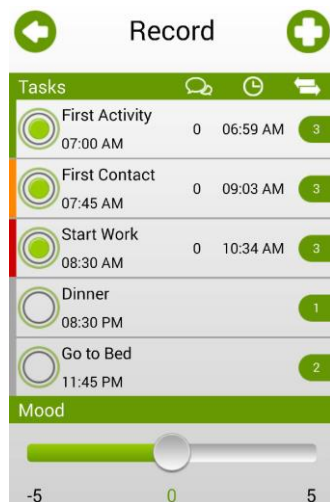 Record
Tasks
First Activity
07:00 AM
0 06:59 AM 3
First Contact
07:45 AM
0 09:03 AM 3
Start Work
08:30 AM
0 10:34 AM 3
Dinner
08:30 PM
1
Go to Bed
11:45 PM
2
Mood
-5 0 5